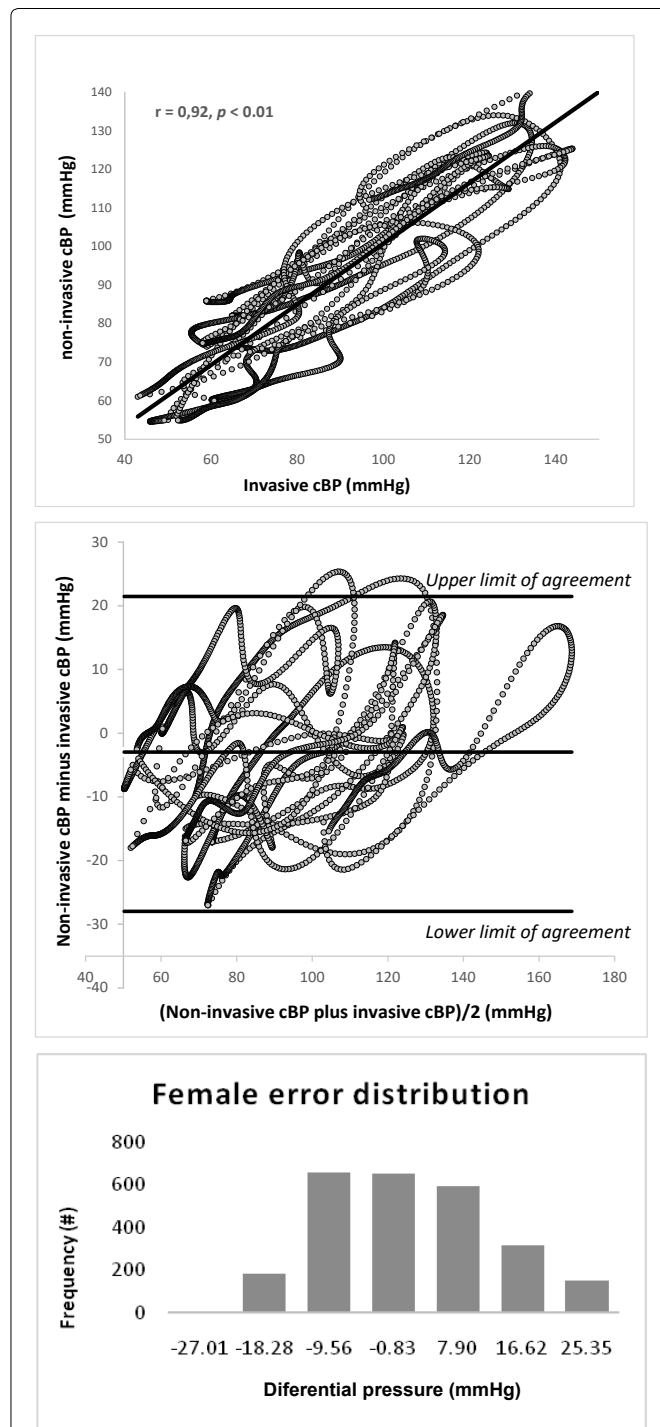 140
130
120
110
100
90
80
70
60
50
r = 0,92, p < 0.01
non-invasive cBP (mmHg)
40 60 80 100 120 140
Invasive cBP (mmHg)
30
20
10
0
-10
-20
-30
-40
Upper limit of agreement
Non-invasive cBP minus invasive cBP (mmHg)
Lower limit of agreement
40 60 80 100 120 140 160 180
(Non-invasive cBP plus invasive cBP)/2 (mmHg)
Female error distribution
800
600
400
200
0
Frequency (#)
-27.01 -18.28 -9.56 -0.83 7.90 16.62 25.35
Diferential pressure (mmHg)